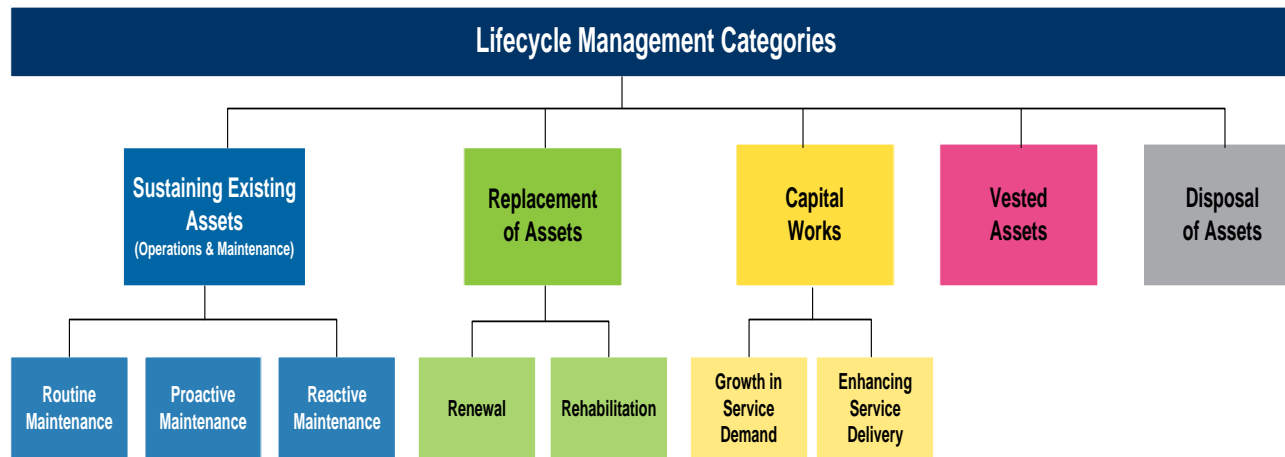 Lifecycle Management Categories
Sustaining Existing
Assets
(Operations & Maintenance)
Replacement
of Assets
Capital
Works
Vested
Assets
Disposal
of Assets
Routine
Maintenance
Proactive
Maintenance
Reactive
Maintenance
Renewal
Rehabilitation
Growth in
Service
Demand
Enhancing
Service
Delivery